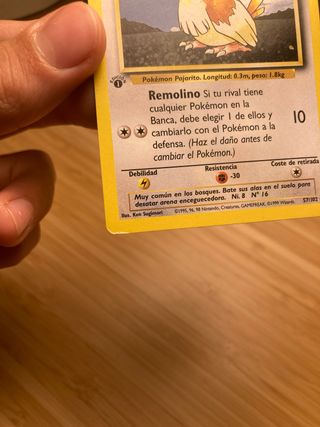 EDICIÓN
1
Pokémon Pajarito. Longitud: 0.3m, peso: 1.8kg
Remolino Si tu rival tiene
cualquier Pokémon en la
Banca, debe elegir 1 de ellos y
cambiarlo con el Pokémon a la
defensa. (Haz el daño antes de
cambiar el Pokémon.)
10
Debilidad
Resistencia
-30
Coste de retirada
Muy común en los bosques. Bate sus alas en el suelo para
desatar arena enceguecedora. Ni. 8 Nº 16
Ilus. Ken Sugimori
©1995, 96, 98 Nintendo, Creatures, GAMEFREAK. ©1999 Wizards.
57/102